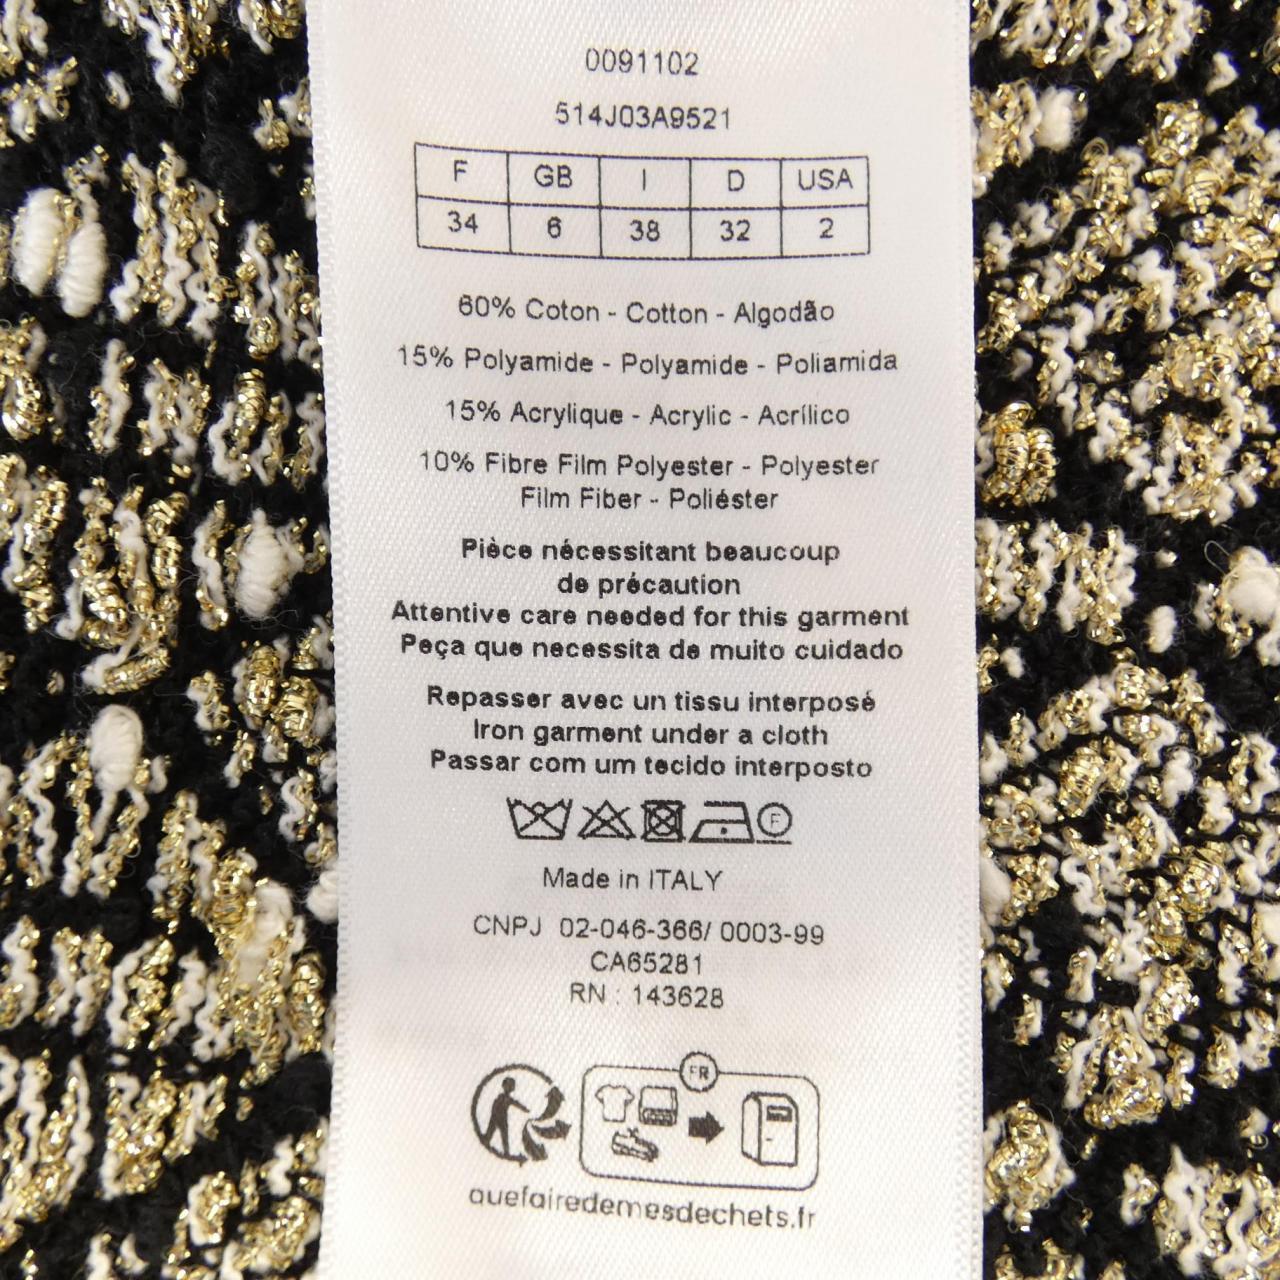 0091102
514J03A9521
F GB I D USA
34 6 38 32 2
60% Coton - Cotton - Algodão
15% Polyamide - Polyamide - Poliamida
15% Acrylique - Acrylic - Acrílico
10% Fibre Film Polyester - Polyester
Film Fiber - Poliéster
Pièce nécessitant beaucoup
de précaution
Attentive care needed for this garment
Peça que necessita de muito cuidado
Repasser avec un tissu interposé
Iron garment under a cloth
Passar com um tecido interposto
F
Made in ITALY
CNPJ 02-046-366/ 0003-99
CA65281
RN : 143628
FR
quefairedemesdechets.fr